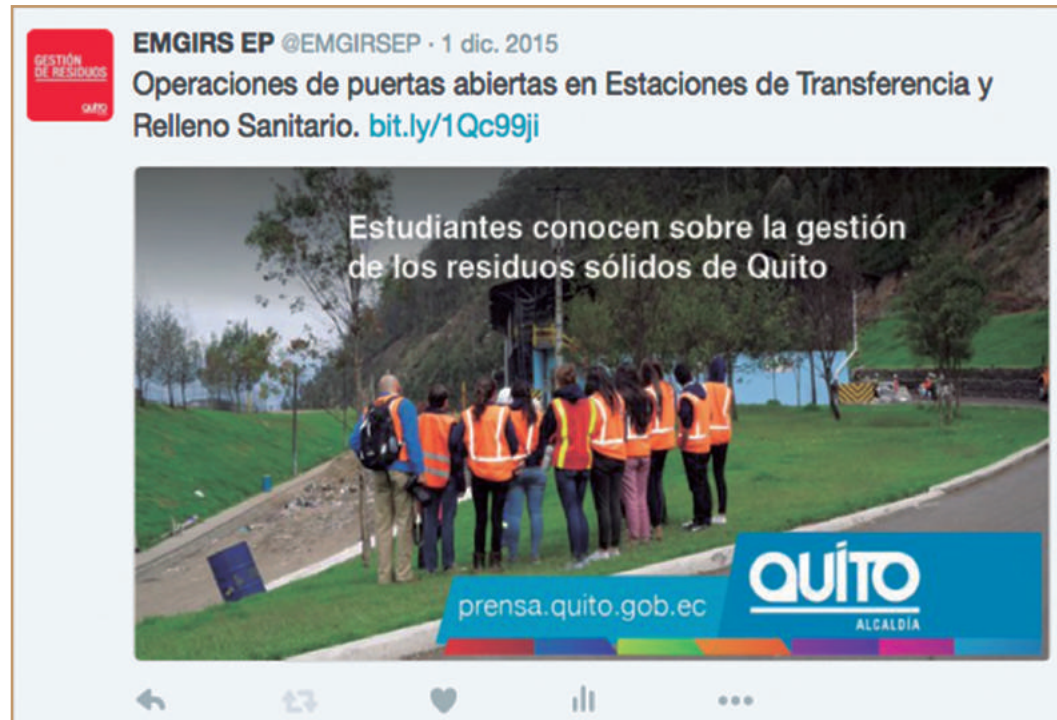 GESTIÓN
DE RESIDUOS
QUITO
EMGIRS EP @EMGIRSEP · 1 dic. 2015
Operaciones de puertas abiertas en Estaciones de Transferencia y
Relleno Sanitario. bit.ly/1Qc99ji
Estudiantes conocen sobre la gestión
de los residuos sólidos de Quito
prensa.quito.gob.ec
QUÍTO
ALCALDÍA